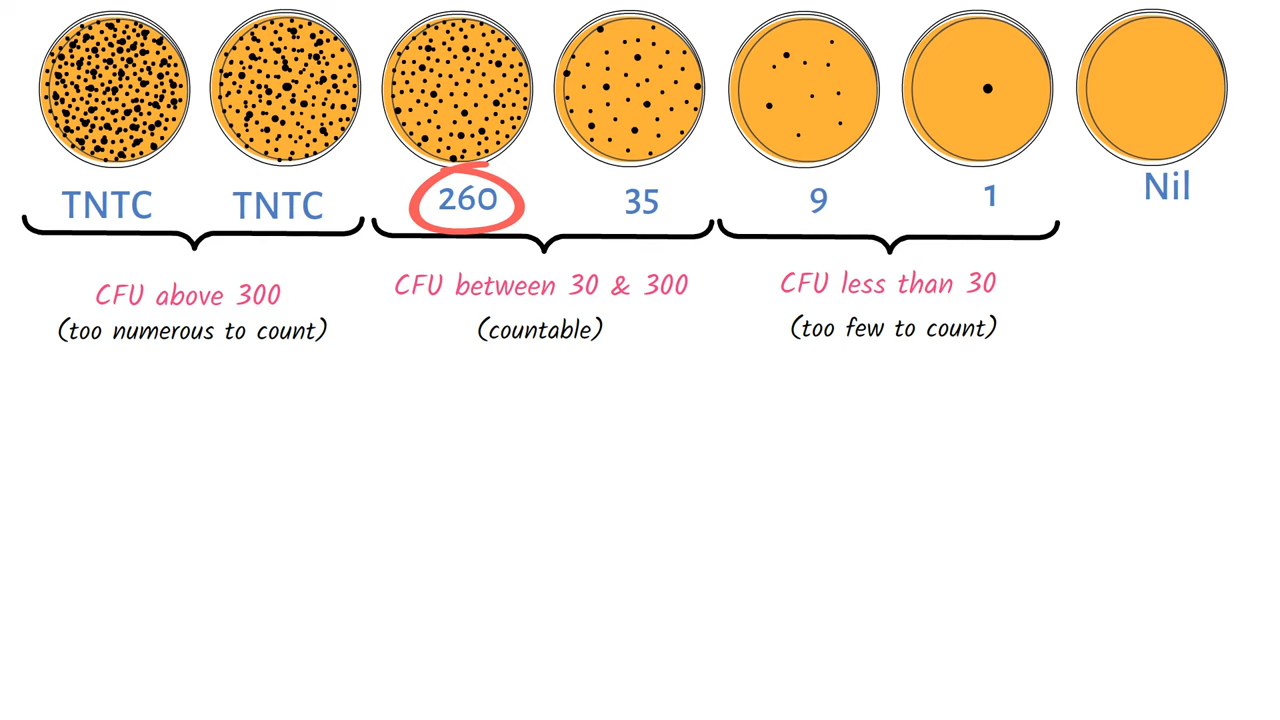 TNTC TNTC 260 35 9 1 Nil
CFU above 300 CFU between 30 & 300 CFU less than 30
(too numerous to count) (countable) (too few to count)